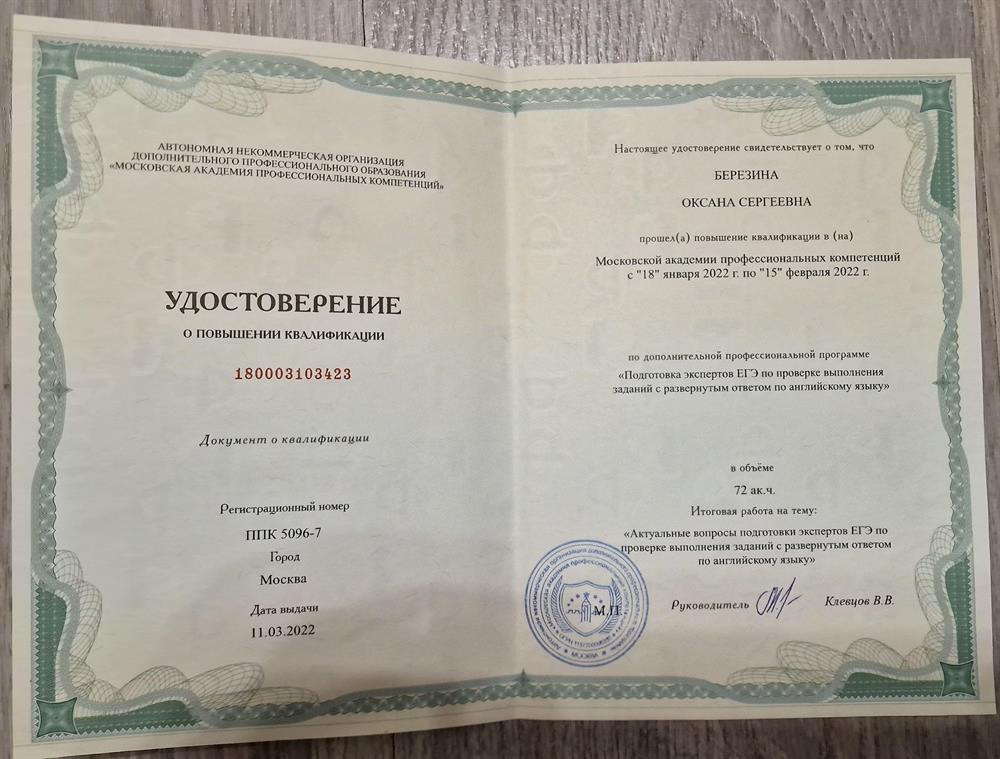 АВТОНОМНАЯ НЕКОММЕРЧЕСКАЯ ОРГАНИЗАЦИЯ
ДОПОЛНИТЕЛЬНОГО ПРОФЕССИОНАЛЬНОГО ОБРАЗОВАНИЯ
«МОСКОВСКАЯ АКАДЕМИЯ ПРОФЕССИОНАЛЬНЫХ КОМПЕТЕНЦИЙ»
УДОСТОВЕРЕНИЕ
О ПОВЫШЕНИИ КВАЛИФИКАЦИИ
180003103423
Документ о квалификации
Регистрационный номер
ППК 5096-7
Город
Москва
Дата выдачи
11.03.2022
Настоящее удостоверение свидетельствует о том, что
БЕРЕЗИНА
ОКСАНА СЕРГЕЕВНА
прошел(а) повышение квалификации в (на)
Московской академии профессиональных компетенций
с "18" января 2022 г. по "15" февраля 2022 г.
по дополнительной профессиональной программе
«Подготовка экспертов ЕГЭ по проверке выполнения
заданий с развернутым ответом по английскому языку»
в объёме
72 ак.ч.
Итоговая работа на тему:
«Актуальные вопросы подготовки экспертов ЕГЭ по
проверке выполнения заданий с развернутым ответом
по английскому языку»
М.П.
Руководитель
Клевцов В.В.
МОСКВА